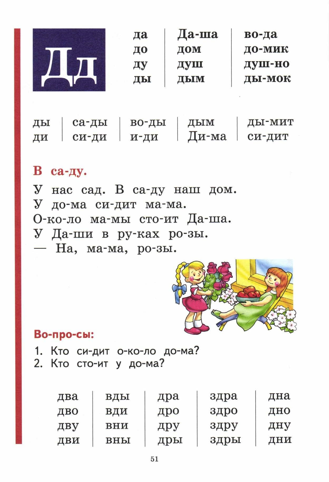 Дд
да Да-ша во-да
до дом до-мик
ду душ душ-но
ды дым ды-мок
ды са-ды во-ды дым ды-мит
ди си-ди и-ди Ди-ма си-дит
В са-ду.
У нас сад. В са-ду наш дом.
У до-ма си-дит ма-ма.
О-ко-ло ма-мы сто-ит Да-ша.
У Да-ши в ру-ках ро-зы.
— На, ма-ма, ро-зы.
Во-про-сы:
1. Кто си-дит о-ко-ло до-ма?
2. Кто сто-ит у до-ма?
два вды дра здра дна
дво вди дро здро дно
дву вни дру здру дну
дви вны дры здры дни
51